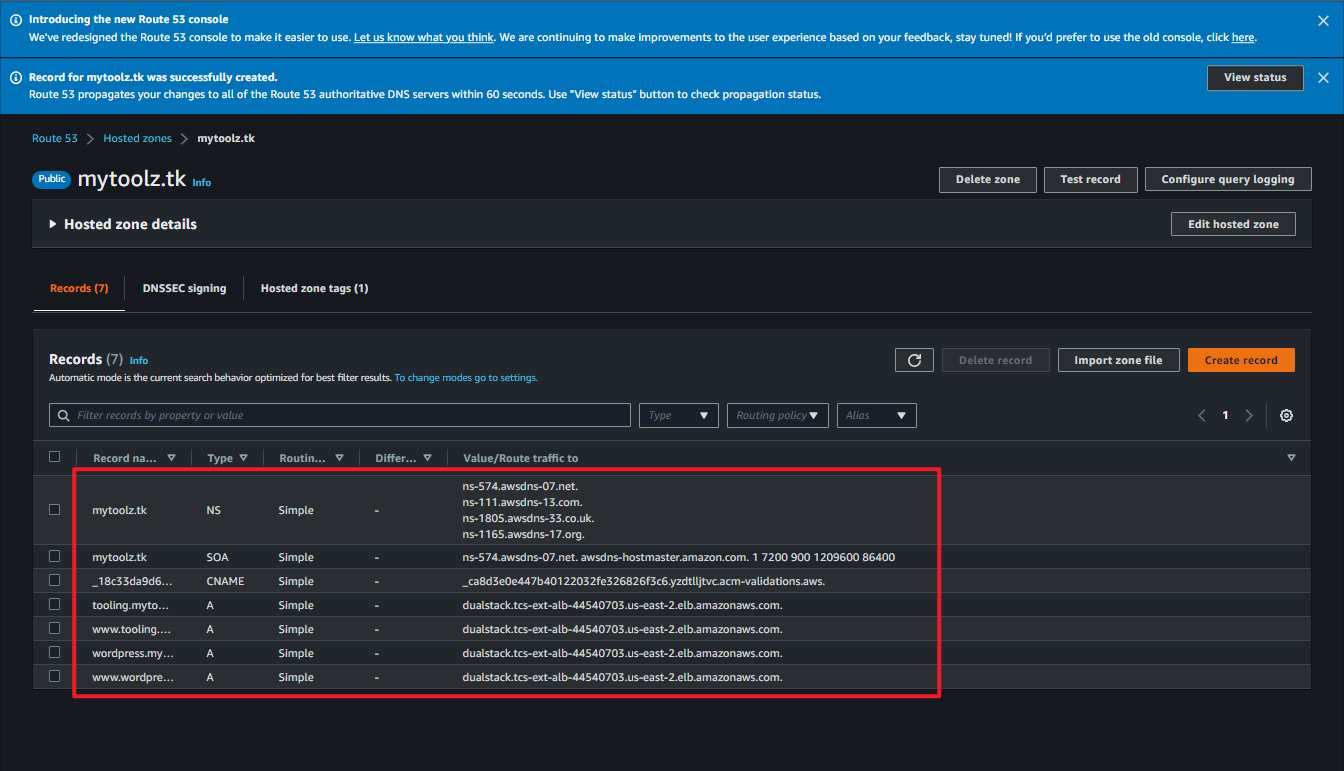 Introducing the new Route 53 console
We've redesigned the Route 53 console to make it easier to use. Let us know what you think. We are continuing to make improvements to the user experience based on your feedback, stay tuned! If you'd prefer to use the old console, click here.
Record for mytoolz.tk was successfully created.
View status
Route 53 propagates your changes to all of the Route 53 authoritative DNS servers within 60 seconds. Use "View status" button to check propagation status.
Route 53 Hosted zones mytoolz.tk
Public mytoolz.tk Info Delete zone Test record Configure query logging
Hosted zone details Edit hosted zone
Records (7) DNSSEC signing Hosted zone tags (1)
Records (7) Info Delete record Import zone file Create record
Automatic mode is the current search behavior optimized for best filter results. To change modes go to settings.
Filter records by property or value Type Routing policy Alias 1
Record na... Type Routin... Differ... Value/Route traffic to
ns-574.awsdns-07.net.
ns-111.awsdns-13.com.
mytoolz.tk NS Simple -
ns-1805.awsdns-33.co.uk.
ns-1165.awsdns-17.org.
mytoolz.tk SOA Simple - ns-574.awsdns-07.net. awsdns-hostmaster.amazon.com. 1 7200 900 1209600 86400
_18c33da9d6... CNAME Simple - _ca8d3e0e447b40122032fe326826f3c6.yzdtlljtvc.acm-validations.aws.
tooling.myto... A Simple - dualstack.tcs-ext-alb-44540703.us-east-2.elb.amazonaws.com.
www.tooling.... A Simple - dualstack.tcs-ext-alb-44540703.us-east-2.elb.amazonaws.com.
wordpress.my... A Simple - dualstack.tcs-ext-alb-44540703.us-east-2.elb.amazonaws.com.
www.wordpre... A Simple - dualstack.tcs-ext-alb-44540703.us-east-2.elb.amazonaws.com.